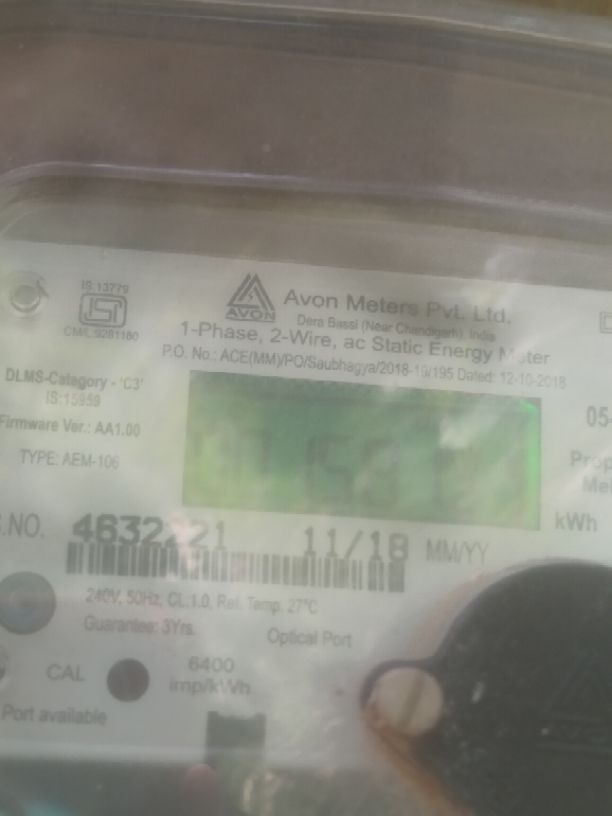 IS:13779
ISI
CM/L:9281180
AVON
Avon Meters Pvt. Ltd.
Dera Bassi (Near Chandigarh), India
1-Phase, 2-Wire, ac Static Energy Meter
P.O. No.: ACE(MM)/PO/Saubhagya/2018-19/195 Dated: 12-10-2018
DLMS-Category - 'C3'
IS:15959
Firmware Ver.: AA1.00
TYPE: AEM-106
05-
kWh
NO. 11/18 MM/YY
240V, 50Hz, CL:1.0, Ref. Temp. 27°C
Guarantee: 3Yrs.
Optical Port
CAL
6400
imp/kWh
Port available